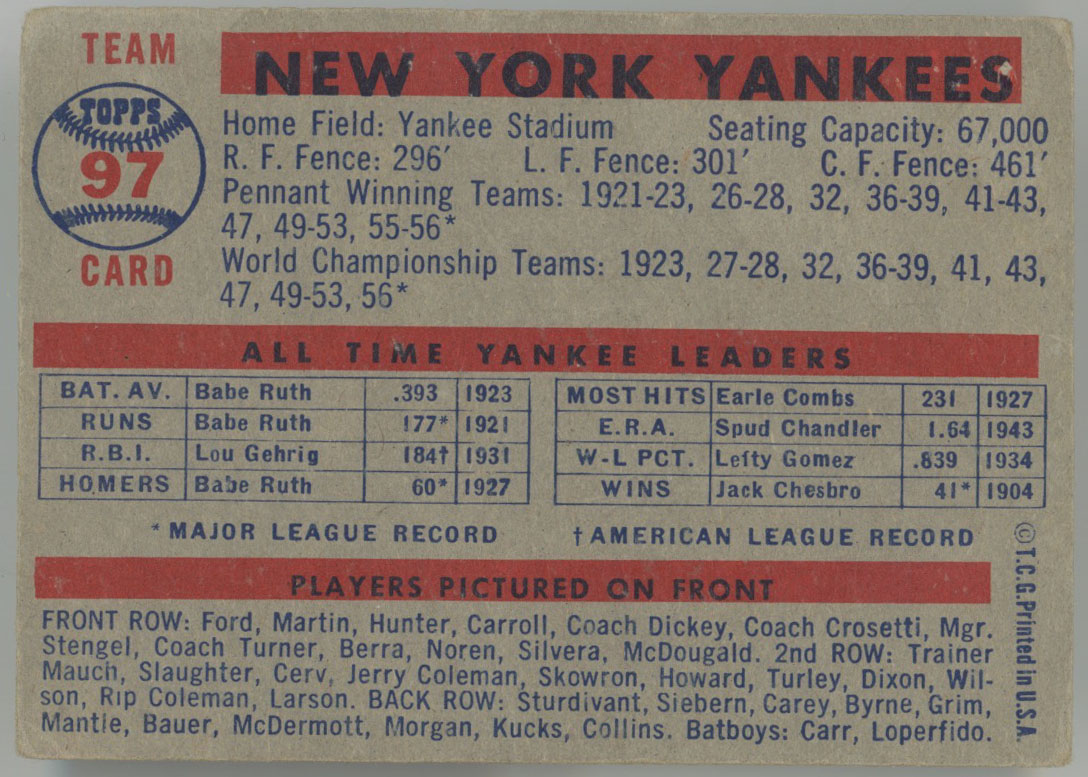 TEAM
TOPPS
97
CARD
NEW YORK YANKEES
Home Field: Yankee Stadium Seating Capacity: 67,000
R. F. Fence: 296′ L. F. Fence: 301′ C. F. Fence: 461′
Pennant Winning Teams: 1921-23, 26-28, 32, 36-39, 41-43,
47, 49-53, 55-56*
World Championship Teams: 1923, 27-28, 32, 36-39, 41, 43,
47, 49-53, 56*
ALL TIME YANKEE LEADERS
BAT. AV. Babe Ruth .393 1923 MOST HITS Earle Combs 231 1927
RUNS Babe Ruth 177* 1921 E.R.A. Spud Chandler 1.64 1943
R.B.I. Lou Gehrig 184† 1931 W-L PCT. Lefty Gomez .839 1934
HOMERS Babe Ruth 60* 1927 WINS Jack Chesbro 41* 1904
*MAJOR LEAGUE RECORD †AMERICAN LEAGUE RECORD
PLAYERS PICTURED ON FRONT
FRONT ROW: Ford, Martin, Hunter, Carroll, Coach Dickey, Coach Crosetti, Mgr.
Stengel, Coach Turner, Berra, Noren, Silvera, McDougald. 2nd ROW: Trainer
Mauch, Slaughter, Cerv, Jerry Coleman, Skowron, Howard, Turley, Dixon, Wil-
son, Rip Coleman, Larson. BACK ROW: Sturdivant, Siebern, Carey, Byrne, Grim,
Mantle, Bauer, McDermott, Morgan, Kucks, Collins. Batboys: Carr, Loperfido.
©T.C.G. Printed in U.S.A.